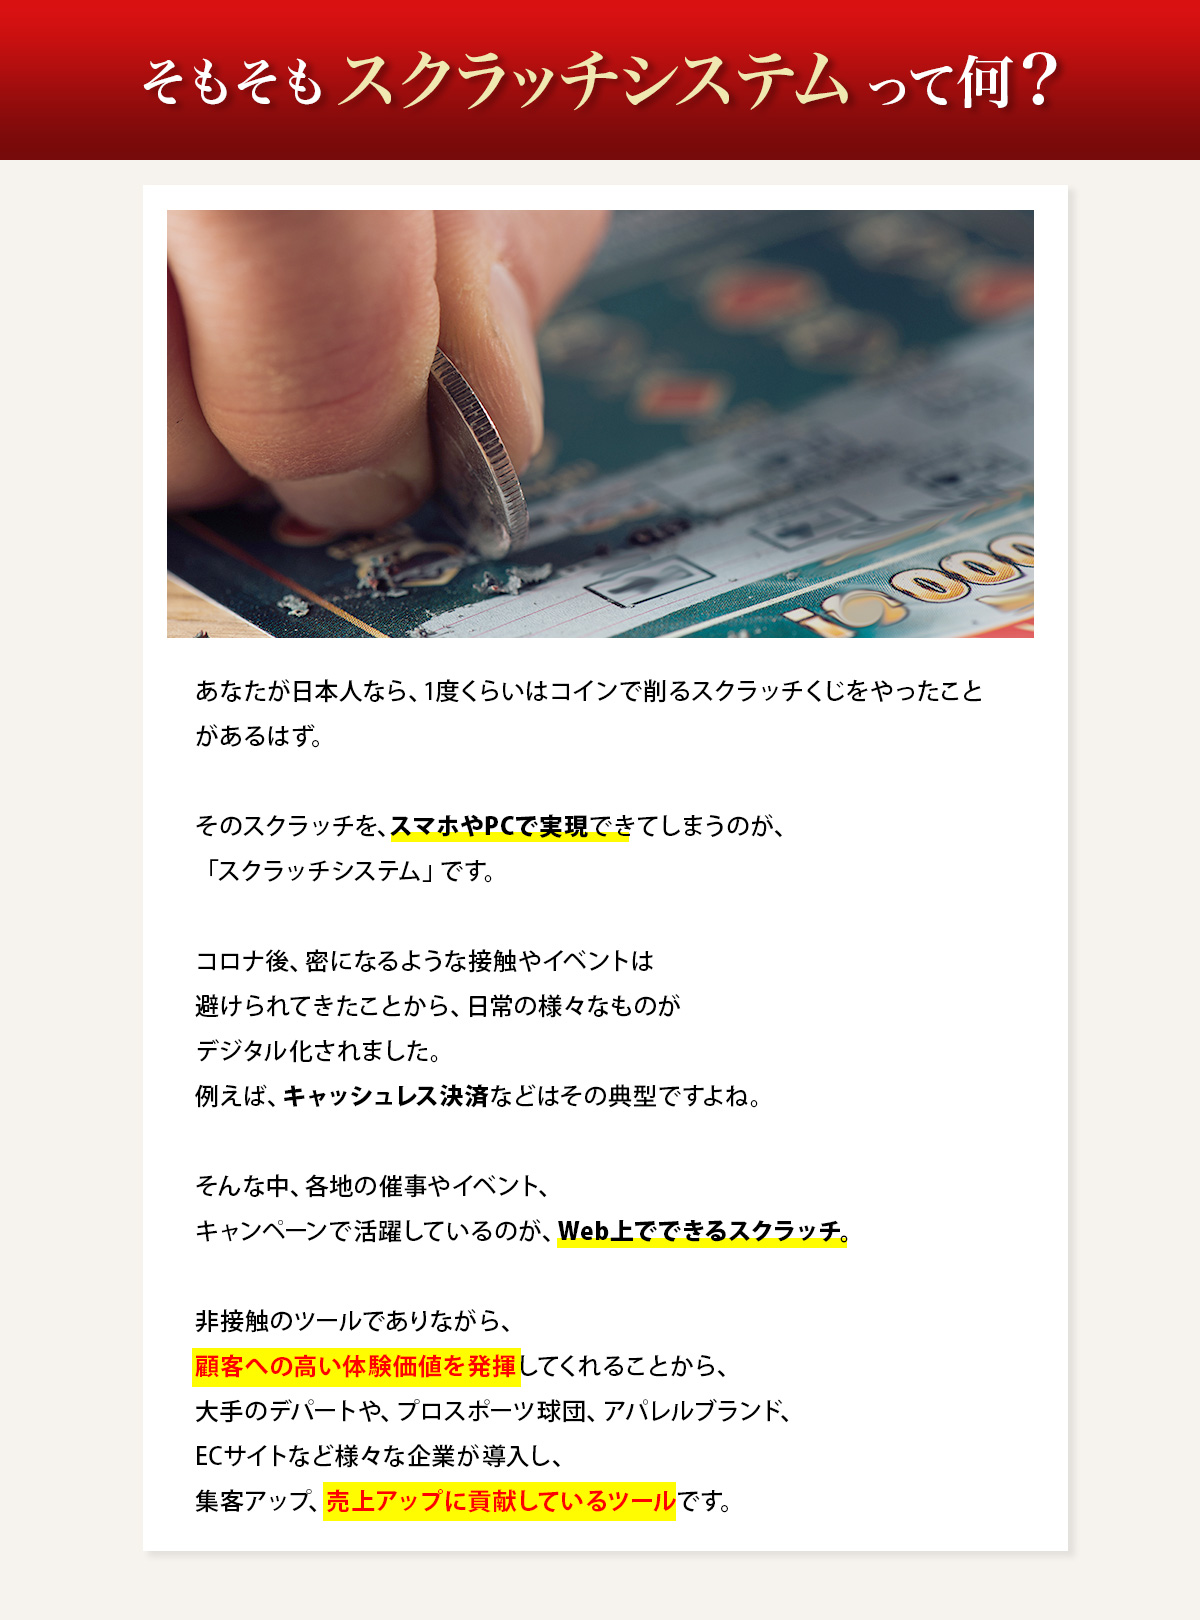 そもそもスクラッチシステムって何？
000
あなたが日本人なら、1度くらいはコインで削るスクラッチくじをやったこと
があるはず。
そのスクラッチを、スマホやPCで実現できてしまうのが、
「スクラッチシステム」です。
コロナ後、密になるような接触やイベントは
避けられてきたことから、日常の様々なものが
デジタル化されました。
例えば、キャッシュレス決済などはその典型ですよね。
そんな中、各地の催事やイベント、
キャンペーンで活躍しているのが、Web上でできるスクラッチ。
非接触のツールでありながら、
顧客への高い体験価値を発揮してくれることから、
大手のデパートや、プロスポーツ球団、アパレルブランド、
ECサイトなど様々な企業が導入し、
集客アップ、売上アップに貢献しているツールです。